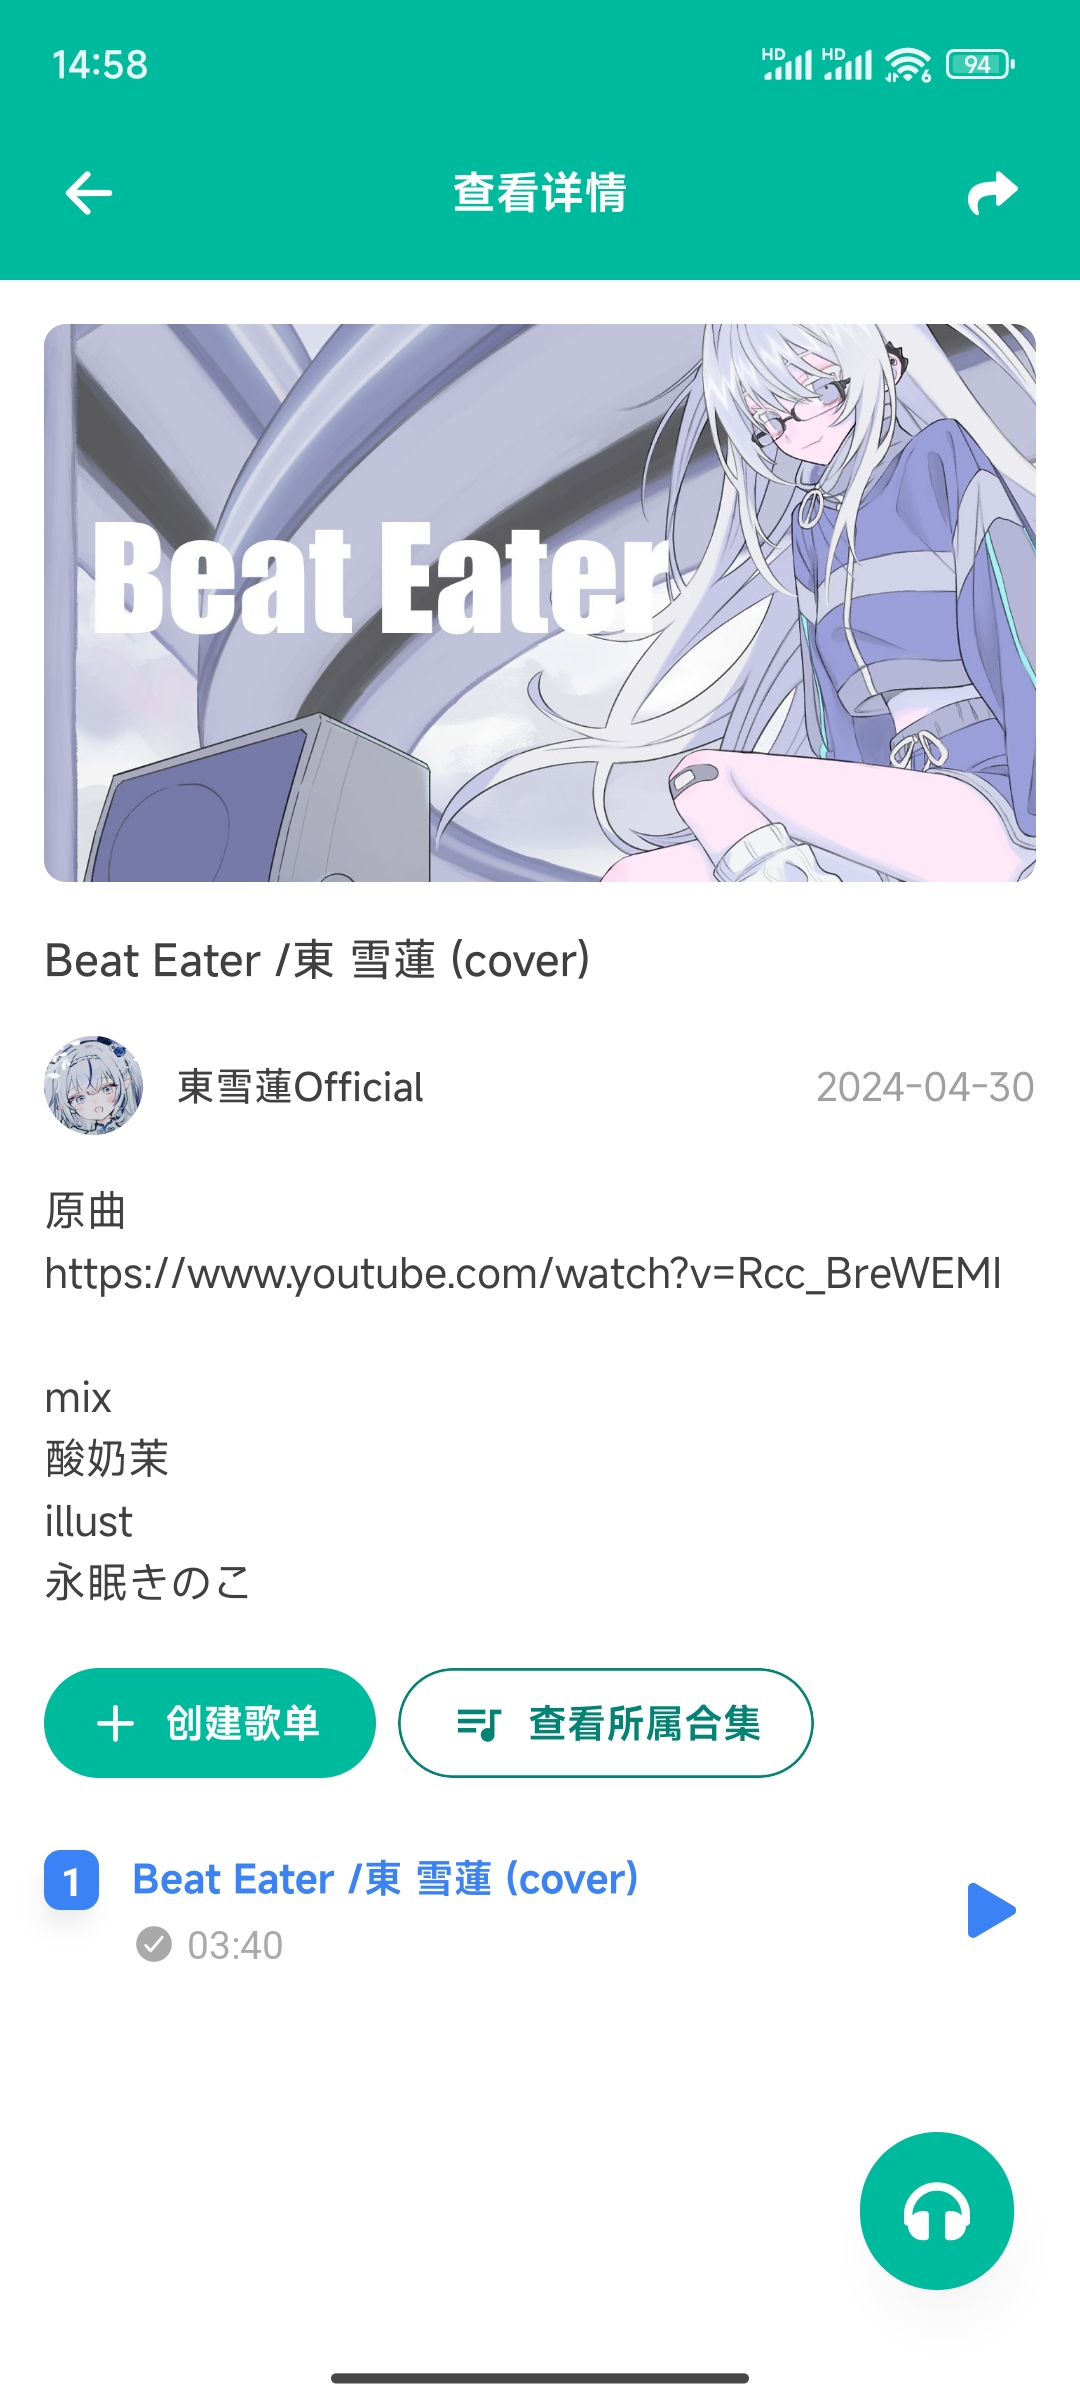 14:58
HD HD 6 94
查看详情
Beat Eater
Beat Eater /東 雪蓮 (cover)
東雪蓮Official
2024-04-30
原曲
https://www.youtube.com/watch?v=Rcc_BreWEMI
mix
酸奶茉
illust
永眠きのこ
创建歌单
查看所属合集
1
Beat Eater /東 雪蓮 (cover)
03:40